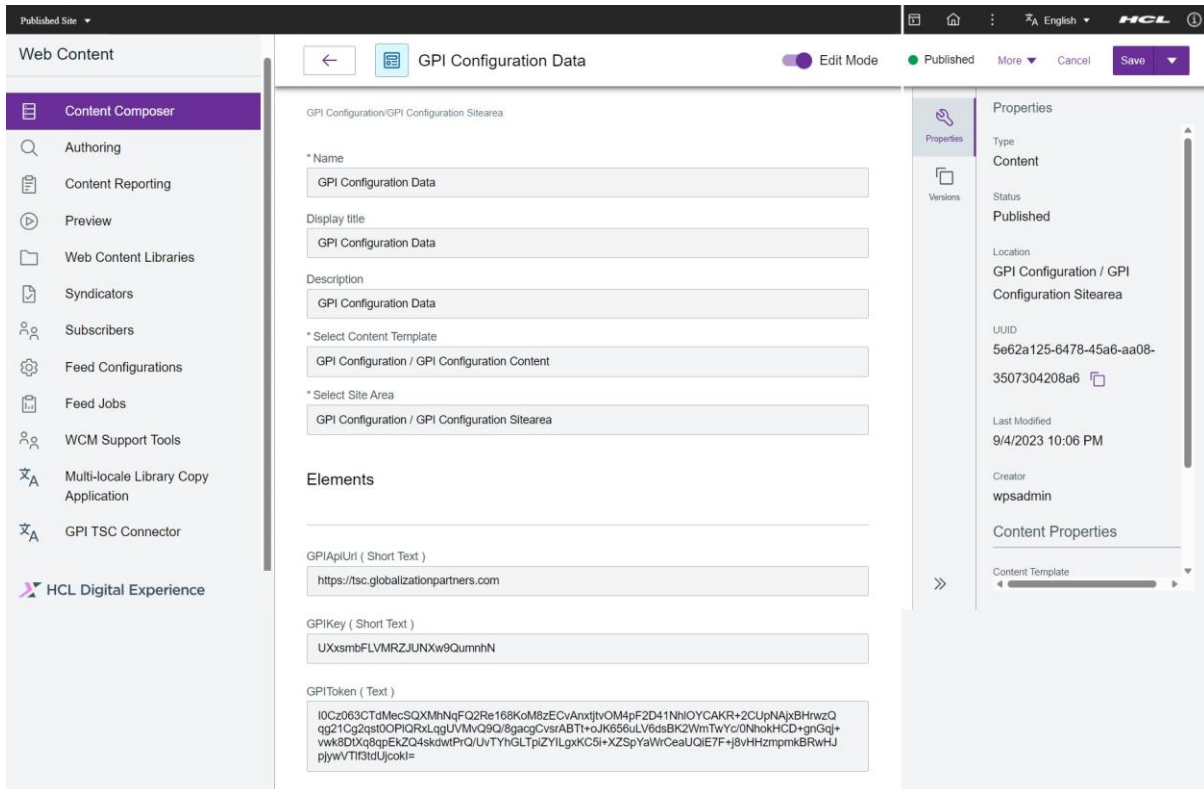 Published Site
English
HCL
Web Content
GPI Configuration Data
Edit Mode
Published
More
Cancel
Save
Content Composer
Authoring
Content Reporting
Preview
Web Content Libraries
Syndicators
Subscribers
Feed Configurations
Feed Jobs
WCM Support Tools
Multi-locale Library Copy
Application
GPI TSC Connector
HCL Digital Experience
GPI Configuration/GPI Configuration Sitearea
* Name
GPI Configuration Data
Display title
GPI Configuration Data
Description
GPI Configuration Data
* Select Content Template
GPI Configuration / GPI Configuration Content
* Select Site Area
GPI Configuration / GPI Configuration Sitearea
Elements
GPIApiUrl ( Short Text )
https://tsc.globalizationpartners.com
GPIKey ( Short Text )
UXxsmbFLVMRZJUNXw9QumnhN
GPIToken ( Text )
I0Cz063CTdMecSQXMhNqFQ2Re168KoM8zECvAnxtjtvOM4pF2D41NhlOYCAKR+2CUpNAjxBHrwzQ
qg21Cg2qst0OPIQRxLqgUVMvQ9Q/8gacgCvsrABTt+oJK656uLV6dsBK2WmTwYc/0NhokHCD+gnGqj+
vwk8DtXq8qpEkZQ4skdwtPrQ/UvTYhGLTpiZYILgxKC5i+XZSpYaWrCeaUQiE7F+j8vHHzmpmkBRwHJ
pjywVTlf3tdUjcokI=
Properties
Versions
Properties
Type
Content
Status
Published
Location
GPI Configuration / GPI
Configuration Sitearea
UUID
5e62a125-6478-45a6-aa08-
3507304208a6
Last Modified
9/4/2023 10:06 PM
Creator
wpsadmin
Content Properties
Content Template